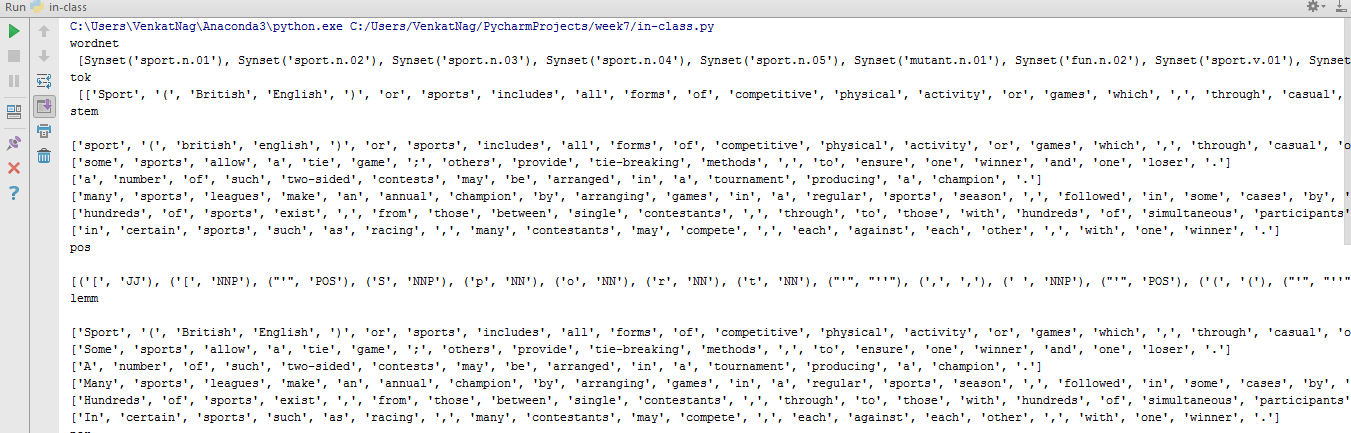 Run in-class
C:\Users\VenkatNag\Anaconda3\python.exe C:/Users/VenkatNag/PycharmProjects/week7/in-class.py
wordnet
[Synset('sport.n.01'), Synset('sport.n.02'), Synset('sport.n.03'), Synset('sport.n.04'), Synset('sport.n.05'), Synset('mutant.n.01'), Synset('fun.n.02'), Synset('sport.v.01'), Synset
tok
[['Sport', '(', 'British', 'English', ')', 'or', 'sports', 'includes', 'all', 'forms', 'of', 'competitive', 'physical', 'activity', 'or', 'games', 'which', ',', 'through', 'casual',
stem
['sport', '(', 'british', 'english', ')', 'or', 'sports', 'includes', 'all', 'forms', 'of', 'competitive', 'physical', 'activity', 'or', 'games', 'which', ',', 'through', 'casual', 'o
['some', 'sports', 'allow', 'a', 'tie', 'game', ';', 'others', 'provide', 'tie-breaking', 'methods', ',', 'to', 'ensure', 'one', 'winner', 'and', 'one', 'loser', '.']
['a', 'number', 'of', 'such', 'two-sided', 'contests', 'may', 'be', 'arranged', 'in', 'a', 'tournament', 'producing', 'a', 'champion', '.']
['many', 'sports', 'leagues', 'make', 'an', 'annual', 'champion', 'by', 'arranging', 'games', 'in', 'a', 'regular', 'sports', 'season', ',', 'followed', 'in', 'some', 'cases', 'by', '
['hundreds', 'of', 'sports', 'exist', ',', 'from', 'those', 'between', 'single', 'contestants', ',', 'through', 'to', 'those', 'with', 'hundreds', 'of', 'simultaneous', 'participants'
['in', 'certain', 'sports', 'such', 'as', 'racing', ',', 'many', 'contestants', 'may', 'compete', ',', 'each', 'against', 'each', 'other', ',', 'with', 'one', 'winner', '.']
pos
[('[', 'JJ'), ('[', 'NNP'), ("'", 'POS'), ('S', 'NNP'), ('p', 'NN'), ('o', 'NN'), ('r', 'NN'), ('t', 'NN'), ("'", "''"), (',', ','), (' ', 'NNP'), ("'", 'POS'), ('(', '('), ("'", "''"
lemm
['Sport', '(', 'British', 'English', ')', 'or', 'sports', 'includes', 'all', 'forms', 'of', 'competitive', 'physical', 'activity', 'or', 'games', 'which', ',', 'through', 'casual', 'o
['Some', 'sports', 'allow', 'a', 'tie', 'game', ';', 'others', 'provide', 'tie-breaking', 'methods', ',', 'to', 'ensure', 'one', 'winner', 'and', 'one', 'loser', '.']
['A', 'number', 'of', 'such', 'two-sided', 'contests', 'may', 'be', 'arranged', 'in', 'a', 'tournament', 'producing', 'a', 'champion', '.']
['Many', 'sports', 'leagues', 'make', 'an', 'annual', 'champion', 'by', 'arranging', 'games', 'in', 'a', 'regular', 'sports', 'season', ',', 'followed', 'in', 'some', 'cases', 'by', '
['Hundreds', 'of', 'sports', 'exist', ',', 'from', 'those', 'between', 'single', 'contestants', ',', 'through', 'to', 'those', 'with', 'hundreds', 'of', 'simultaneous', 'participants'
['In', 'certain', 'sports', 'such', 'as', 'racing', ',', 'many', 'contestants', 'may', 'compete', ',', 'each', 'against', 'each', 'other', ',', 'with', 'one', 'winner', '.']